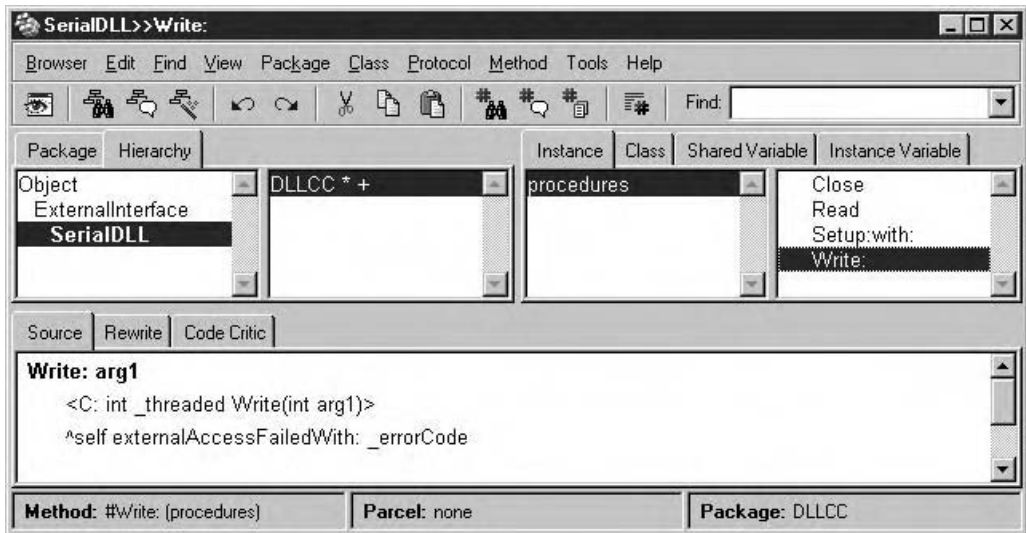 SerialDLL>>Write:
Browser Edit Find View Package Class Protocol Method Tools Help
Find:
Package Hierarchy
Instance Class Shared Variable Instance Variable
Object
ExternalInterface
SerialDLL
DLLCC * +
procedures
Close
Read
Setup:with:
Write:
Source Rewrite Code Critic
Write: arg1
<C: int _threaded Write(int arg1)>
^self externalAccessFailedWith: _errorCode
Method: #Write: (procedures) Parcel: none Package: DLLCC